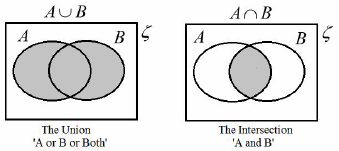 A ∪ B
A B ζ
The Union
'A or B or Both'
A ∩ B
A B ζ
The Intersection
'A and B'